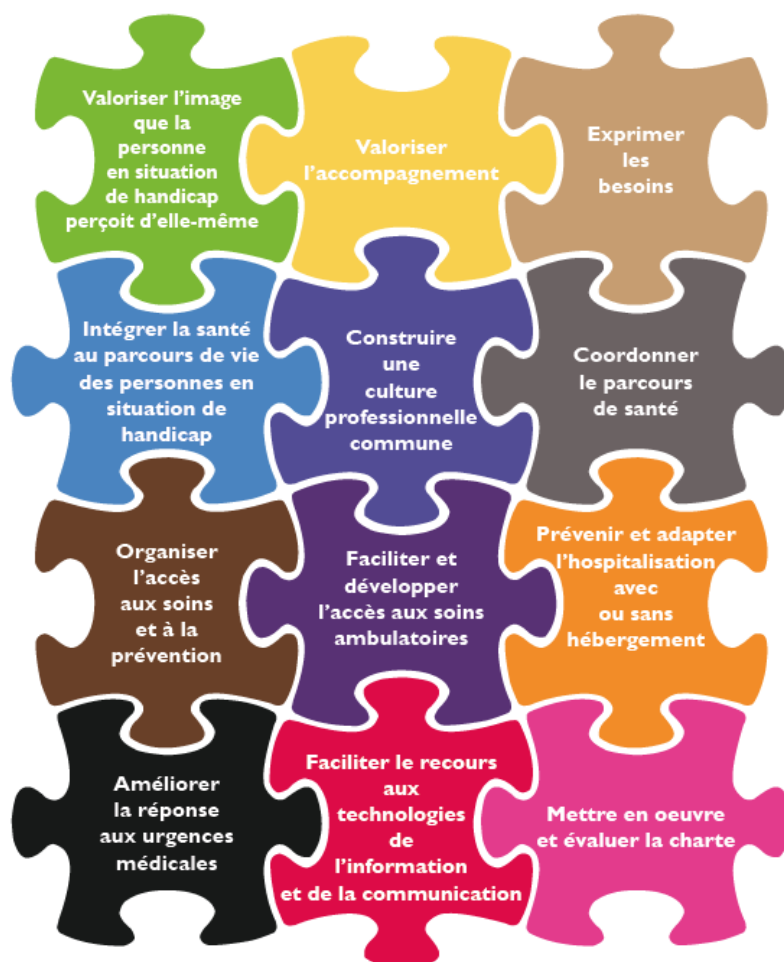 Valoriser l’image
que la
personne
en situation
de handicap
perçoit d’elle-même
Valoriser
l’accompagnement
Exprimer
les
besoins
Intégrer la santé
au parcours de vie
des personnes en
situation de
handicap
Construire
une
culture
professionnelle
commune
Coordonner
le parcours
de santé
Organiser
l’accès
aux soins
et à la
prévention
Faciliter et
développer
l’accès aux soins
ambulatoires
Prévenir et adapter
l’hospitalisation
avec
ou sans
hébergement
Améliorer
la réponse
aux urgences
médicales
Faciliter le recours
aux
technologies
de
l’information
et de la communication
Mettre en oeuvre
et évaluer la charte